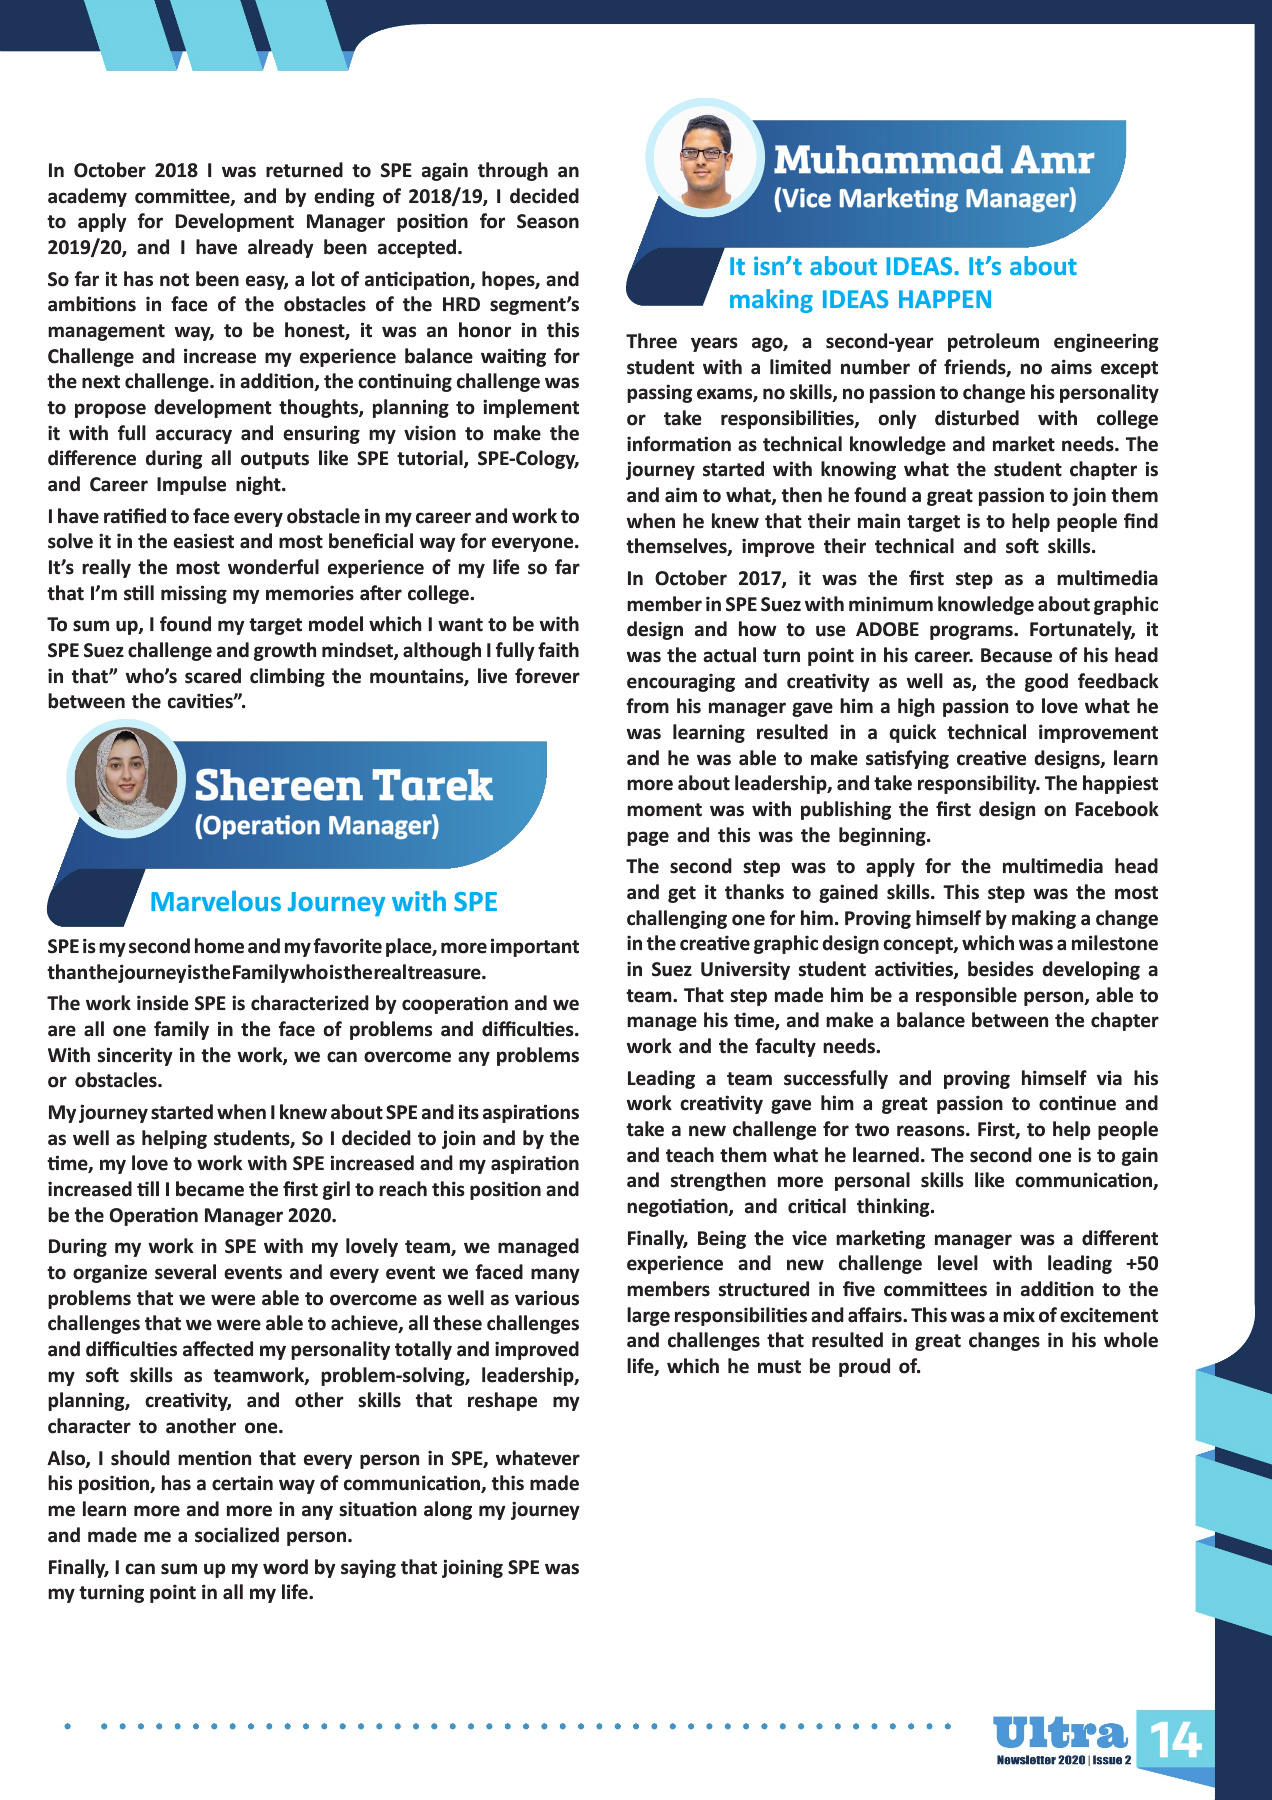 In October 2018 I was returned to SPE again through an
academy committee, and by ending of 2018/19, I decided
to apply for Development Manager position for Season
2019/20, and I have already been accepted.
So far it has not been easy, a lot of anticipation, hopes, and
ambitions in face of the obstacles of the HRD segment’s
management way, to be honest, it was an honor in this
Challenge and increase my experience balance waiting for
the next challenge. in addition, the continuing challenge was
to propose development thoughts, planning to implement
it with full accuracy and ensuring my vision to make the
difference during all outputs like SPE tutorial, SPE-Cology,
and Career Impulse night.
I have ratified to face every obstacle in my career and work to
solve it in the easiest and most beneficial way for everyone.
It’s really the most wonderful experience of my life so far
that I’m still missing my memories after college.
To sum up, I found my target model which I want to be with
SPE Suez challenge and growth mindset, although I fully faith
in that” who’s scared climbing the mountains, live forever
between the cavities”.
Shereen Tarek
(Operation Manager)
Marvelous Journey with SPE
SPE is my second home and my favorite place, more important
than the journey is the Family who is the real treasure.
The work inside SPE is characterized by cooperation and we
are all one family in the face of problems and difficulties.
With sincerity in the work, we can overcome any problems
or obstacles.
My journey started when I knew about SPE and its aspirations
as well as helping students, So I decided to join and by the
time, my love to work with SPE increased and my aspiration
increased till I became the first girl to reach this position and
be the Operation Manager 2020.
During my work in SPE with my lovely team, we managed
to organize several events and every event we faced many
problems that we were able to overcome as well as various
challenges that we were able to achieve, all these challenges
and difficulties affected my personality totally and improved
my soft skills as teamwork, problem-solving, leadership,
planning, creativity, and other skills that reshape my
character to another one.
Also, I should mention that every person in SPE, whatever
his position, has a certain way of communication, this made
me learn more and more in any situation along my journey
and made me a socialized person.
Finally, I can sum up my word by saying that joining SPE was
my turning point in all my life.
Muhammad Amr
(Vice Marketing Manager)
It isn’t about IDEAS. It’s about
making IDEAS HAPPEN
Three years ago, a second-year petroleum engineering
student with a limited number of friends, no aims except
passing exams, no skills, no passion to change his personality
or take responsibilities, only disturbed with college
information as technical knowledge and market needs. The
journey started with knowing what the student chapter is
and aim to what, then he found a great passion to join them
when he knew that their main target is to help people find
themselves, improve their technical and soft skills.
In October 2017, it was the first step as a multimedia
member in SPE Suez with minimum knowledge about graphic
design and how to use ADOBE programs. Fortunately, it
was the actual turn point in his career. Because of his head
encouraging and creativity as well as, the good feedback
from his manager gave him a high passion to love what he
was learning resulted in a quick technical improvement
and he was able to make satisfying creative designs, learn
more about leadership, and take responsibility. The happiest
moment was with publishing the first design on Facebook
page and this was the beginning.
The second step was to apply for the multimedia head
and get it thanks to gained skills. This step was the most
challenging one for him. Proving himself by making a change
in the creative graphic design concept, which was a milestone
in Suez University student activities, besides developing a
team. That step made him be a responsible person, able to
manage his time, and make a balance between the chapter
work and the faculty needs.
Leading a team successfully and proving himself via his
work creativity gave him a great passion to continue and
take a new challenge for two reasons. First, to help people
and teach them what he learned. The second one is to gain
and strengthen more personal skills like communication,
negotiation, and critical thinking.
Finally, Being the vice marketing manager was a different
experience and new challenge level with leading +50
members structured in five committees in addition to the
large responsibilities and affairs. This was a mix of excitement
and challenges that resulted in great changes in his whole
life, which he must be proud of.
Ultra
Newsletter 2020 | Issue 2
14